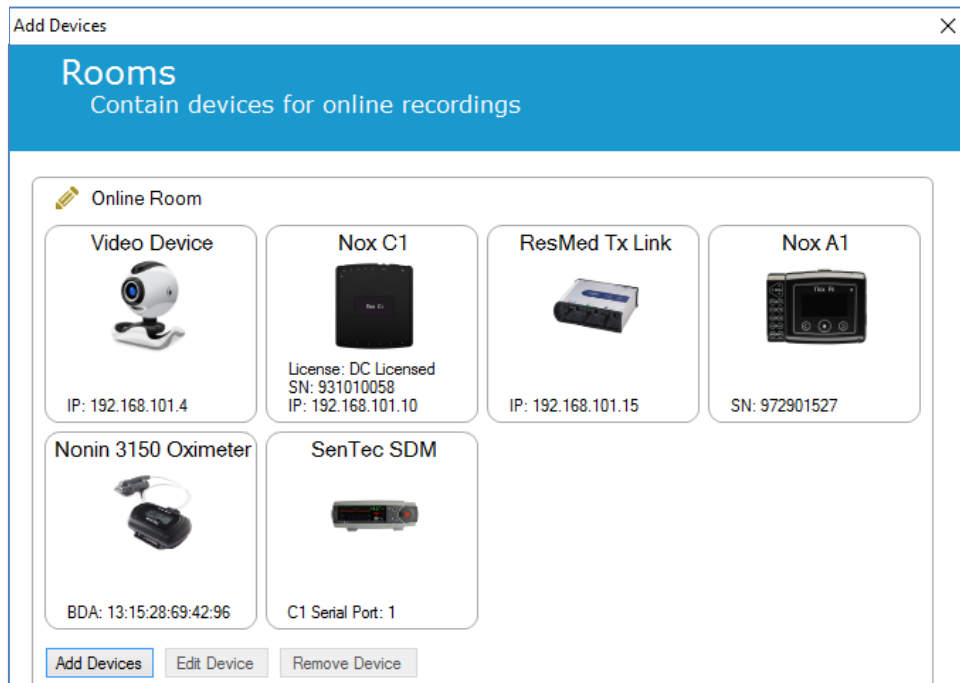 Add Devices
Rooms
Contain devices for online recordings
Online Room
Video Device
IP: 192.168.101.4
Nox C1
Nox C1
License: DC Licensed
SN: 931010058
IP: 192.168.101.10
ResMed Tx Link
IP: 192.168.101.15
Nox A1
SN: 972901527
Nonin 3150 Oximeter
BDA: 13:15:28:69:42:96
SenTec SDM
C1 Serial Port: 1
Add Devices
Edit Device
Remove Device